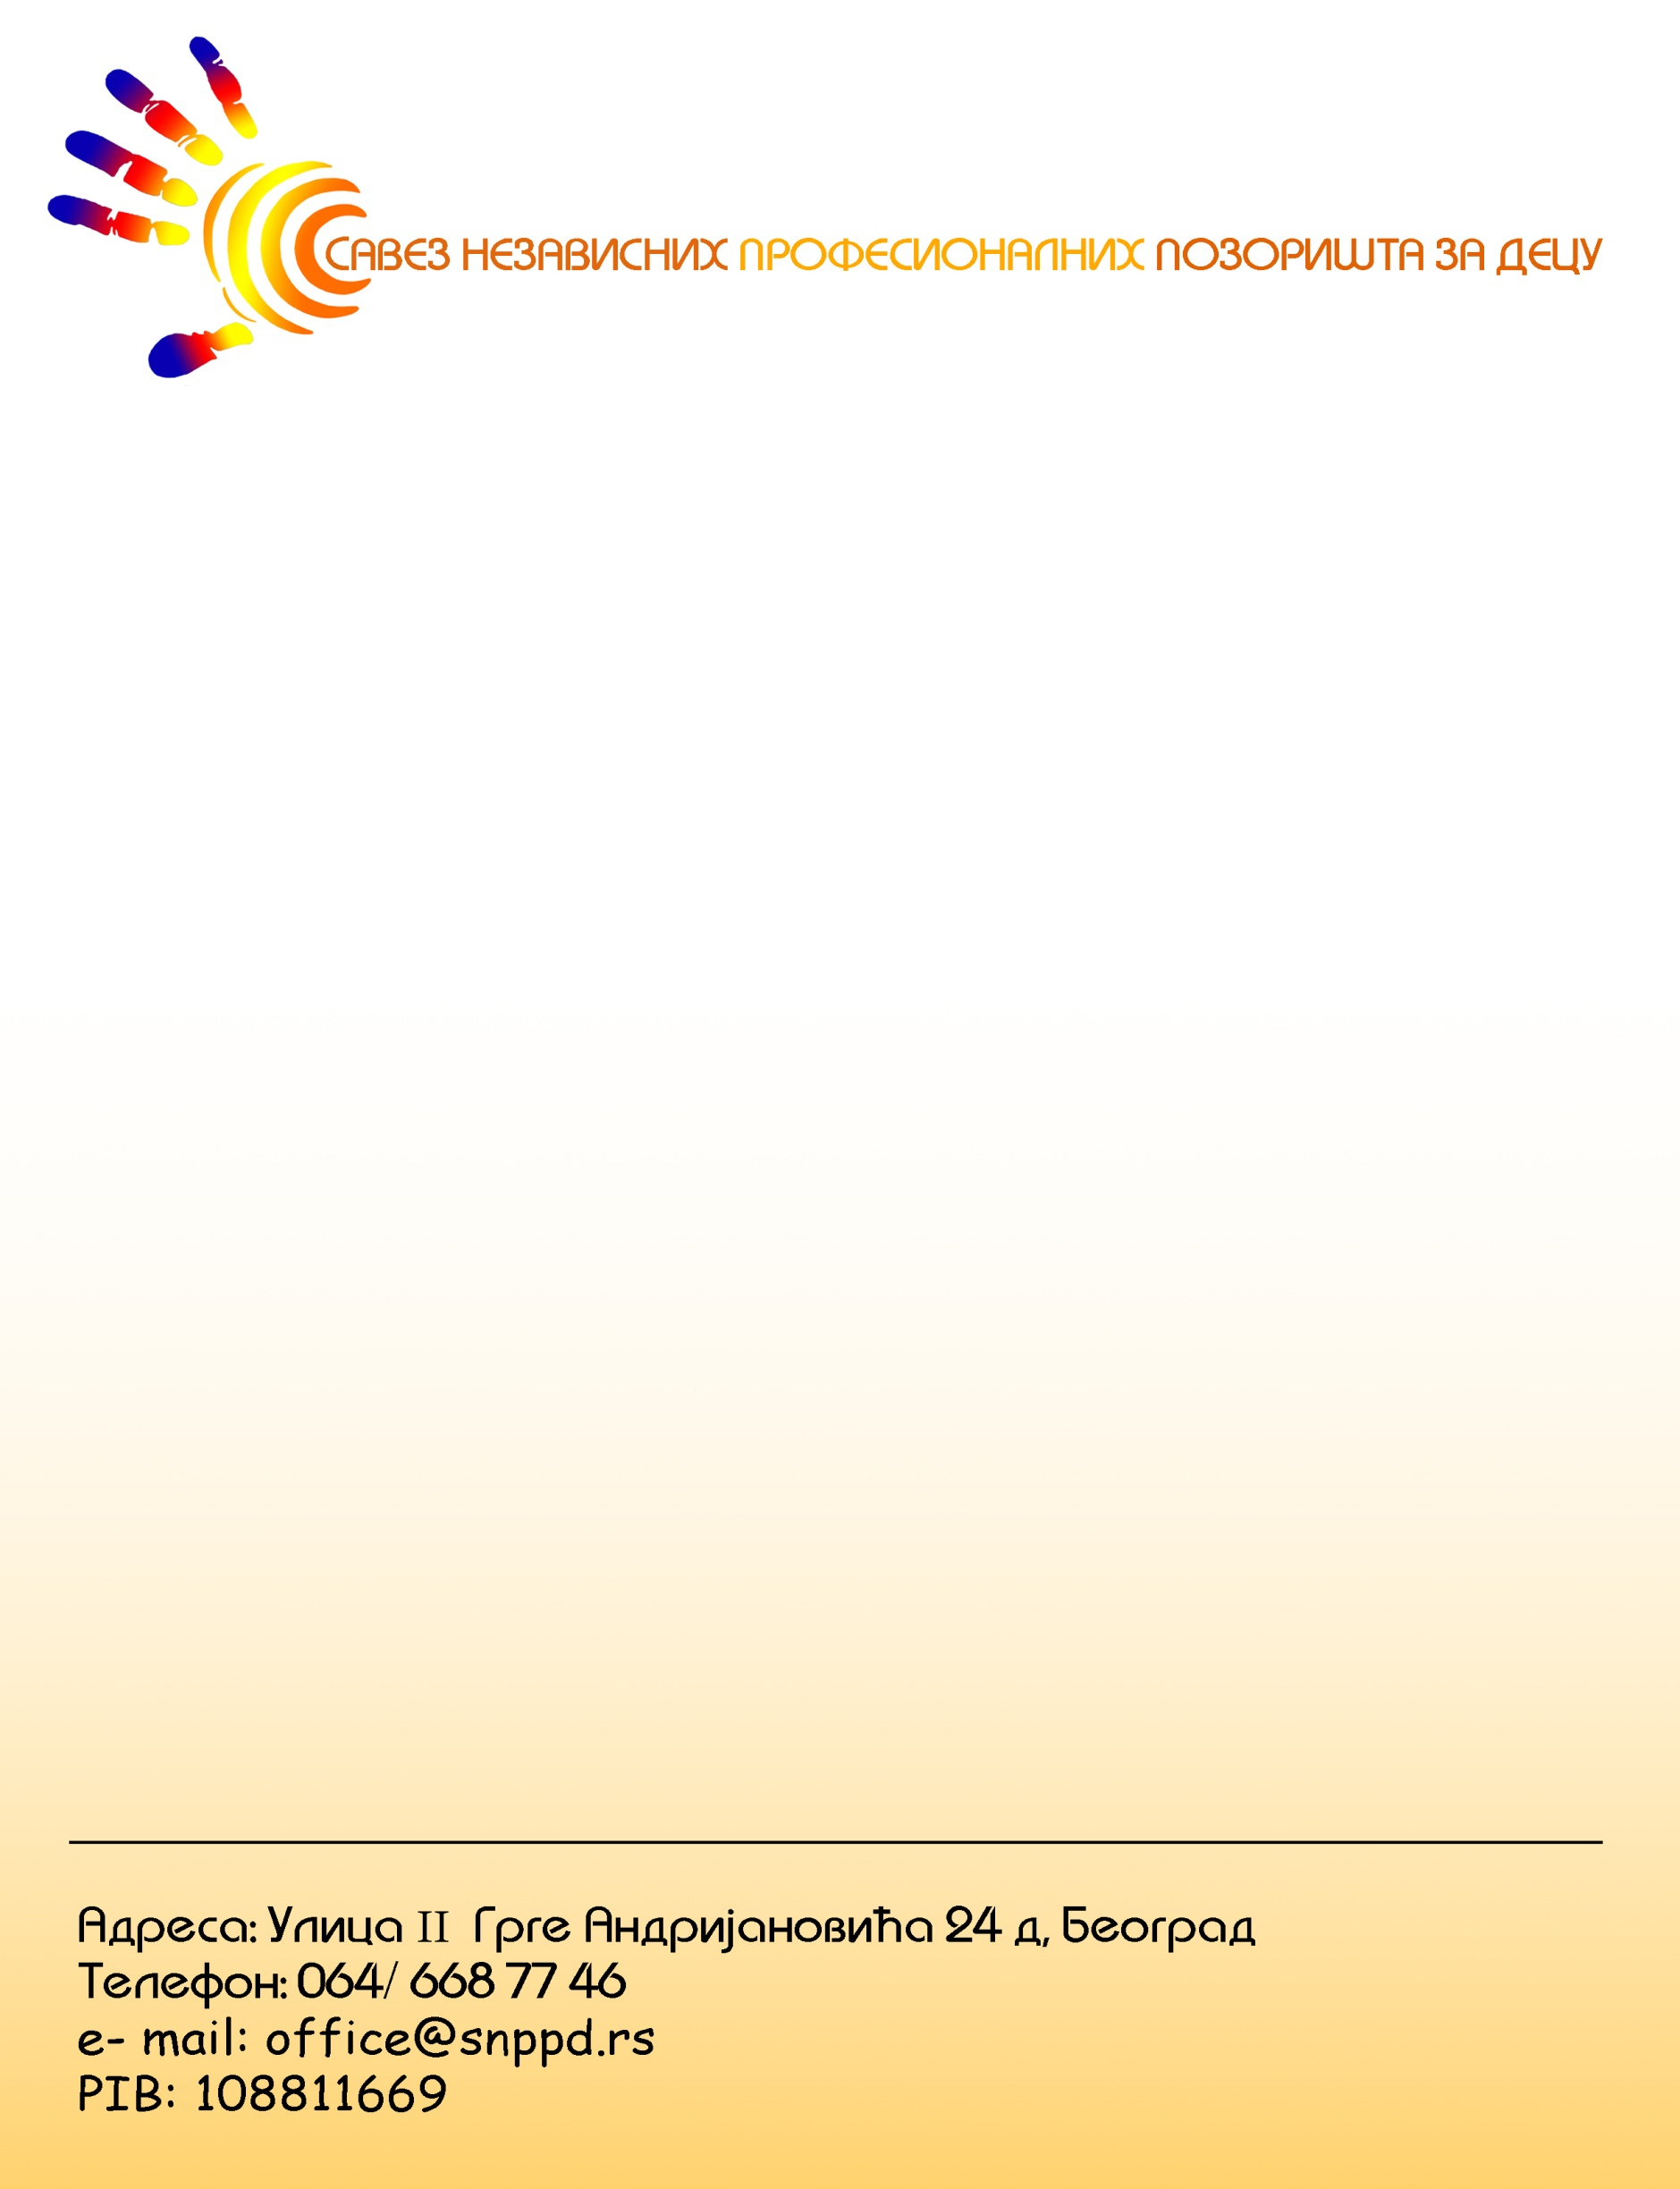 САВЕЗ НЕЗАВИСНИХ ПРОФЕСИОНАЛНИХ ПОЗОРИШТА ЗА ДЕЦУ
Адреса: Улица II Грге Андријановића 24 д, Београд
Телефон: 064/ 668 77 46
e- mail: office@snppd.rs
PIB: 108811669